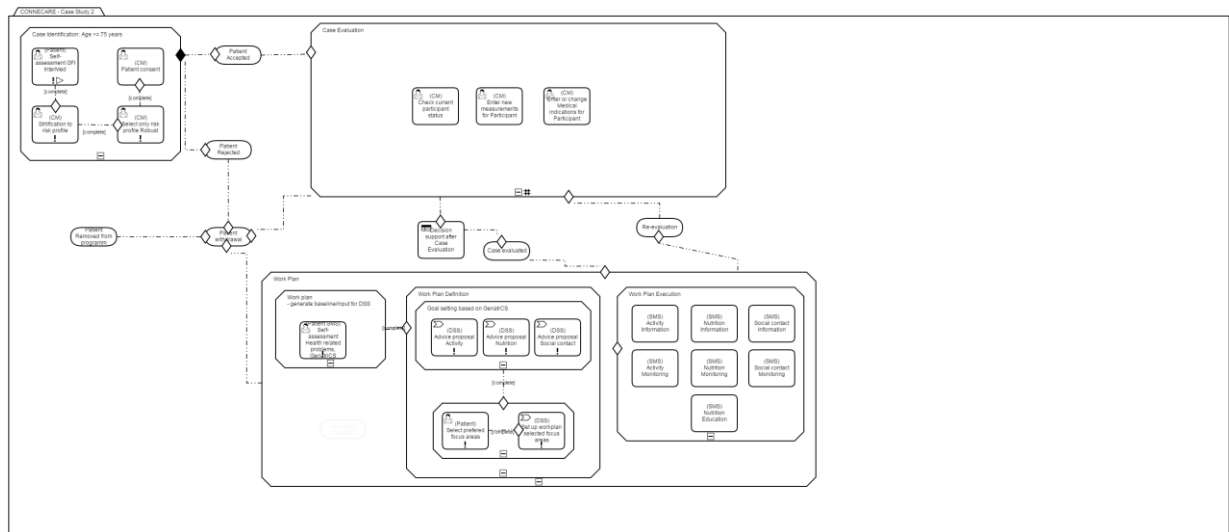 CONNECARE - Case Study 2
Case Identification: Age >= 75 years
(Patient)
Self-
assessment GFI
InterMed
[complete]
(CM)
Stritification to
risk profile
[complete]
(CM)
Select only risk
profile Robust
[complete]
(CM)
Patient consent
Patient
Accepted
Patient
Rejected
Case Evaluation
(CM)
Check current
participant
status
(CM)
Enter new
measurements
for Participant
(CM)
Enter or change
Medical
indications for
Participant
Patient
Removed from
programm
Patient
withdrawal
Decision
support after
Case
Evaluation
Case evaluated
Re-evaluation
Work Plan
Work plan
- generate baseline/input for DSS
Self-
assessment
Health related
problems,
GeriatrICS
[complete]
Work Plan Definition
Goal setting based on GeriatrICS
(DSS)
Advice proposal
Activity
(DSS)
Advice proposal
Nutrition
(DSS)
Advice proposal
Social contact
[complete]
(Patient)
Select prefered
focus areas
[complete]
(DSS)
Set up workplan
selected focus
areas
Work Plan Execution
(SMS)
Activity
Information
(SMS)
Nutrition
Information
(SMS)
Social contact
Information
(SMS)
Activity
Monitoring
(SMS)
Nutrition
Monitoring
(SMS)
Social contact
Monitoring
(SMS)
Nutrition
Education